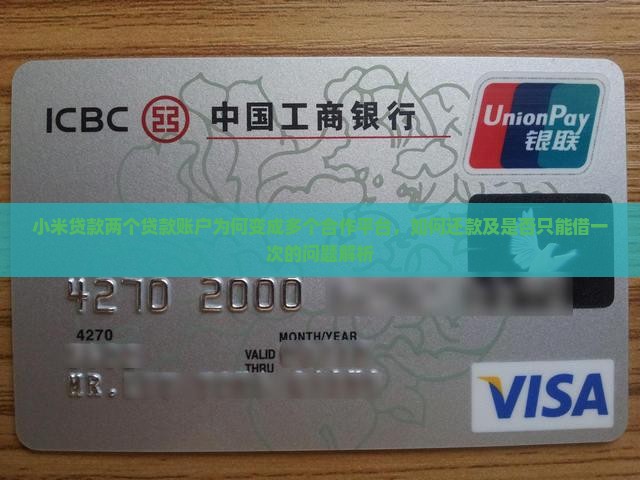 ICBC 中国工商银行
UnionPay
银联
小米贷款两个贷款账户为何变成多个合作平台，如何还款及是否只能借一
次的问题解析
4270 2000
4270
MONTH/YEAR
VALID
THRU
MR.
VISA